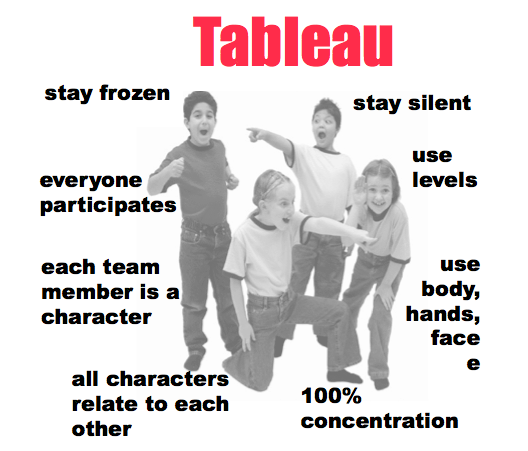 Tableau
stay frozen
stay silent
use
levels
everyone
participates
each team
member is a
character
use
body,
hands,
face
e
all characters
relate to each
other
100%
concentration